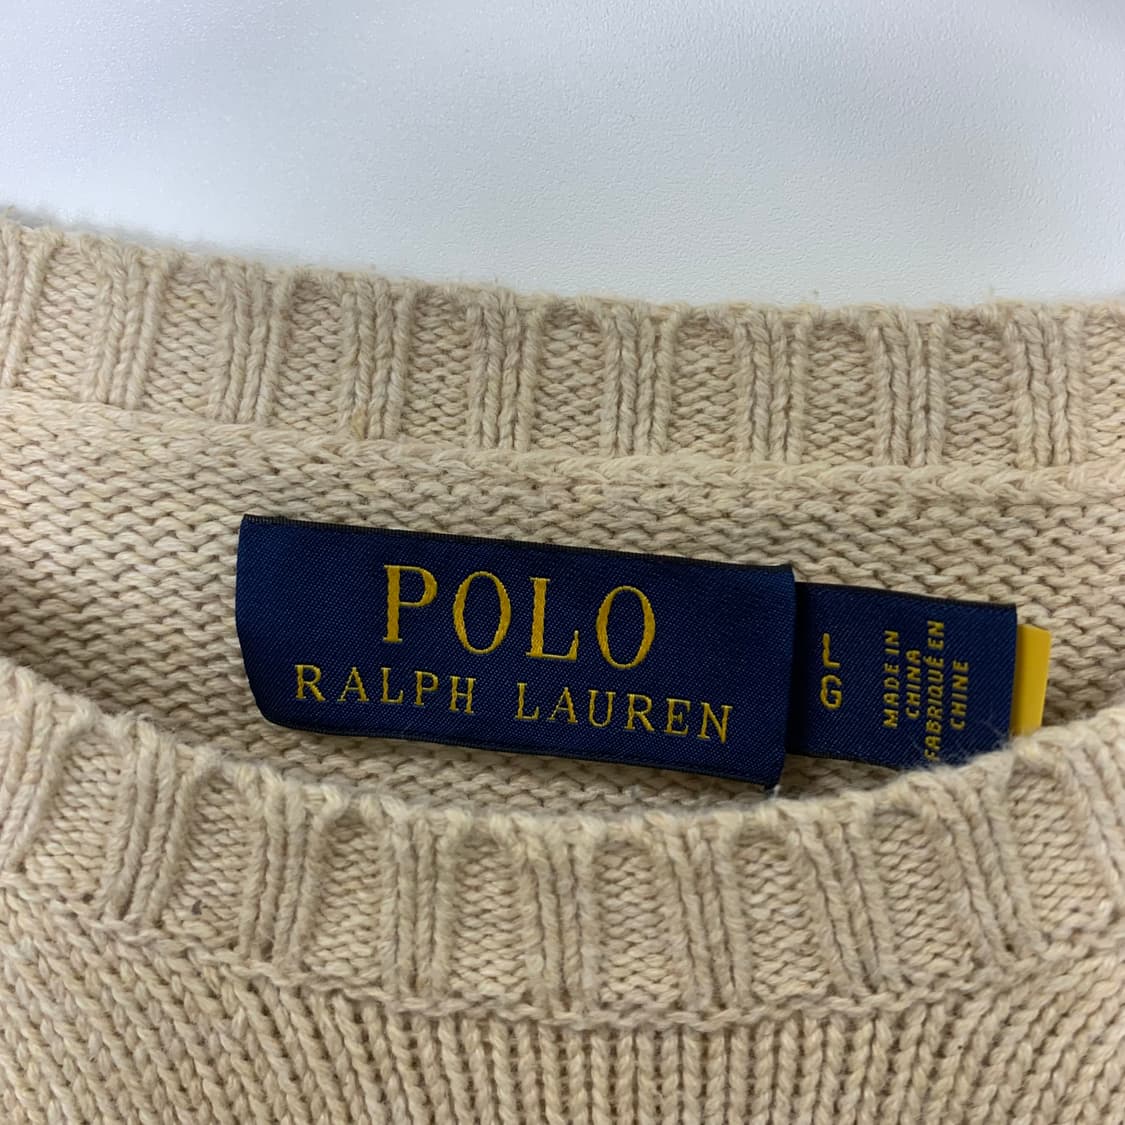 POLO
RALPH LAUREN
L
G
MADE IN
CHINA
FABRIQUÉ EN
CHINE